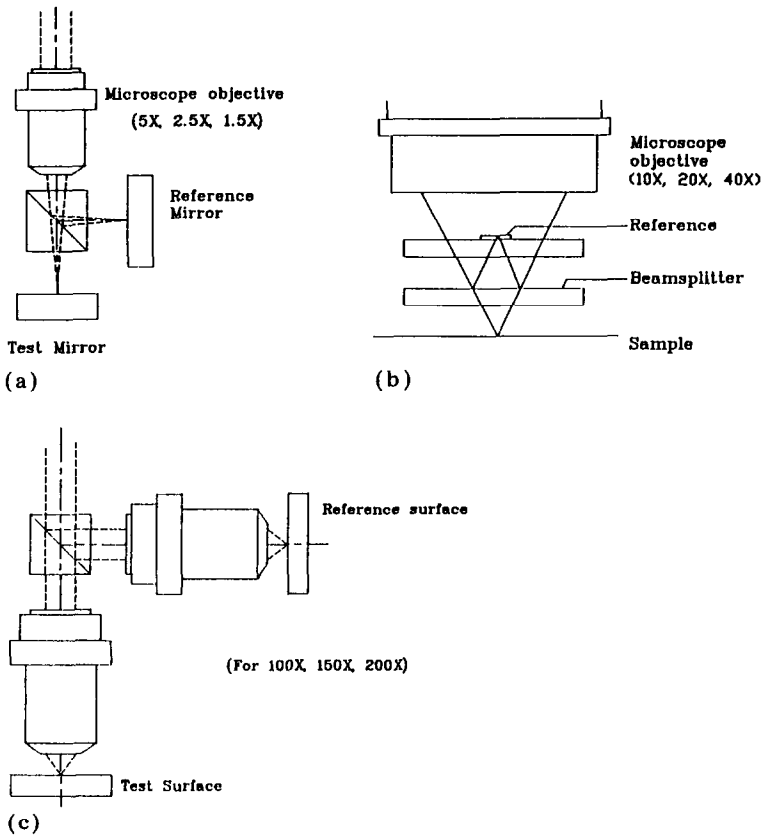 Microscope objective
(5X, 2.5X, 1.5X)
Reference
Mirror
Test Mirror
(a)
Microscope
objective
(10X, 20X, 40X)
Reference
Beamsplitter
Sample
(b)
Reference surface
(For 100X, 150X, 200X)
Test Surface
(c)